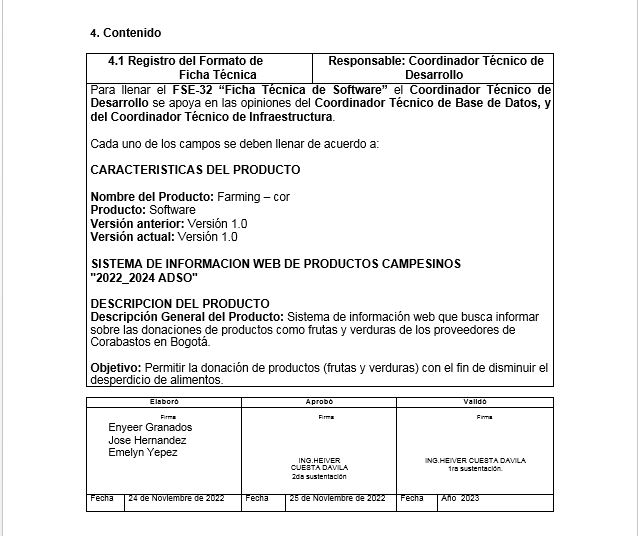 4. Contenido
4.1 Registro del Formato de
Ficha Técnica
Responsable: Coordinador Técnico de
Desarrollo
Para llenar el FSE-32 “Ficha Técnica de Software” el Coordinador Técnico de
Desarrollo se apoya en las opiniones del Coordinador Técnico de Base de Datos, y
del Coordinador Técnico de Infraestructura.
Cada uno de los campos se deben llenar de acuerdo a:
CARACTERISTICAS DEL PRODUCTO
Nombre del Producto: Farming – cor
Producto: Software
Versión anterior: Versión 1.0
Versión actual: Versión 1.0
SISTEMA DE INFORMACION WEB DE PRODUCTOS CAMPESINOS
"2022_2024 ADSO"
DESCRIPCION DEL PRODUCTO
Descripción General del Producto: Sistema de información web que busca informar
sobre las donaciones de productos como frutas y verduras de los proveedores de
Corabastos en Bogotá.
Objetivo: Permitir la donación de productos (frutas y verduras) con el fin de disminuir el
desperdicio de alimentos.
Elaboró
Aprobó
Validó
Firma
Firma
Firma
Enyeer Granados
Jose Hernandez
Emelyn Yepez
ING.HEIVER
CUESTA DAVILA
2da sustentación
ING.HEIVER CUESTA DAVILA
1ra sustentación.
Fecha
24 de Noviembre de 2022
Fecha
25 de Noviembre de 2022
Fecha
Año 2023